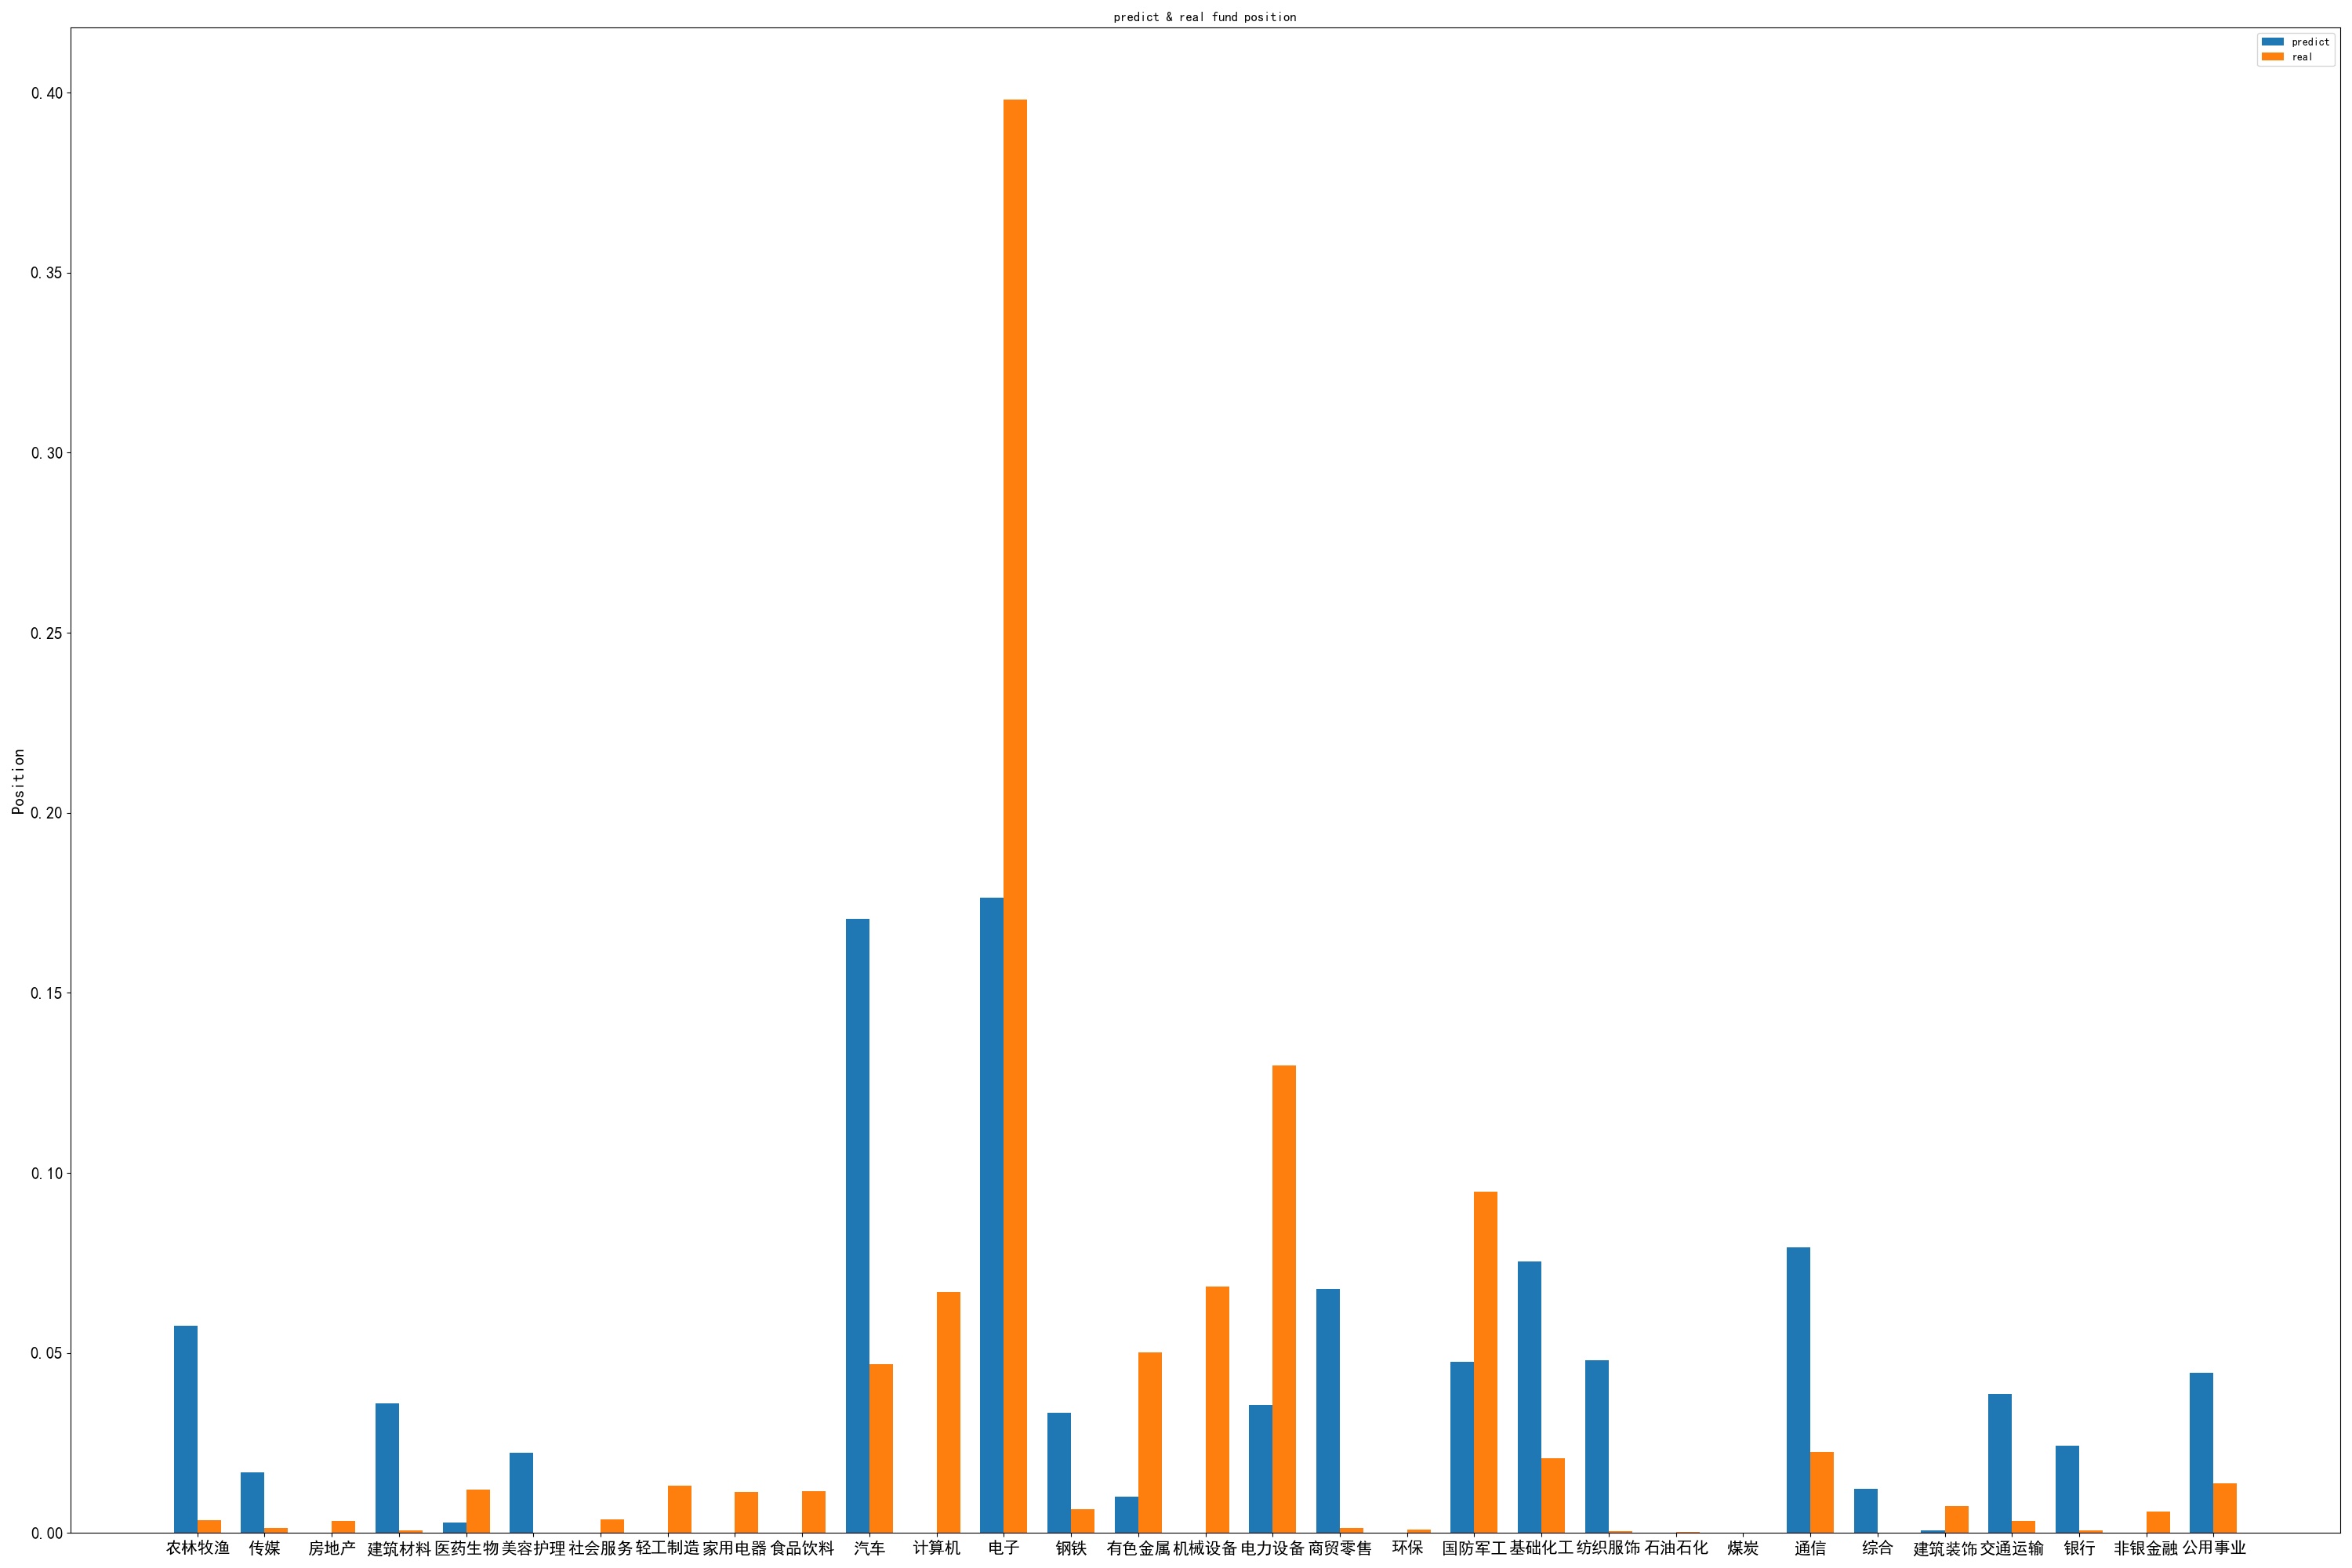 predict & real fund position
predict
real
Position
0.40
0.35
0.30
0.25
0.20
0.15
0.10
0.05
0.00
农林牧渔 传媒 房地产 建筑材料 医药生物 美容护理 社会服务 轻工制造 家用电器 食品饮料 汽车 计算机 电子 钢铁 有色金属 机械设备 电力设备 商贸零售 环保 国防军工 基础化工 纺织服饰 石油石化 煤炭 通信 综合 建筑装饰 交通运输 银行 非银金融 公用事业